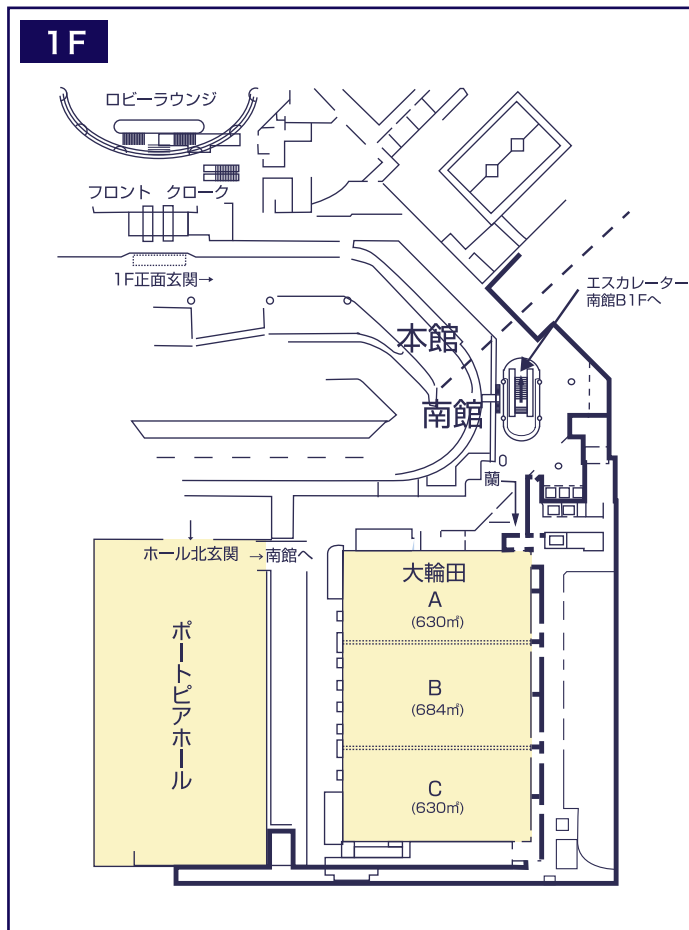 1F
ロビーラウンジ
フロント クローク
1F正面玄関→
エスカレーター
南館B1Fへ
本館
南館
蘭
ホール北玄関 →南館へ
大輪田
A
(630㎡)
B
(684㎡)
C
(630㎡)
ポートピアホール